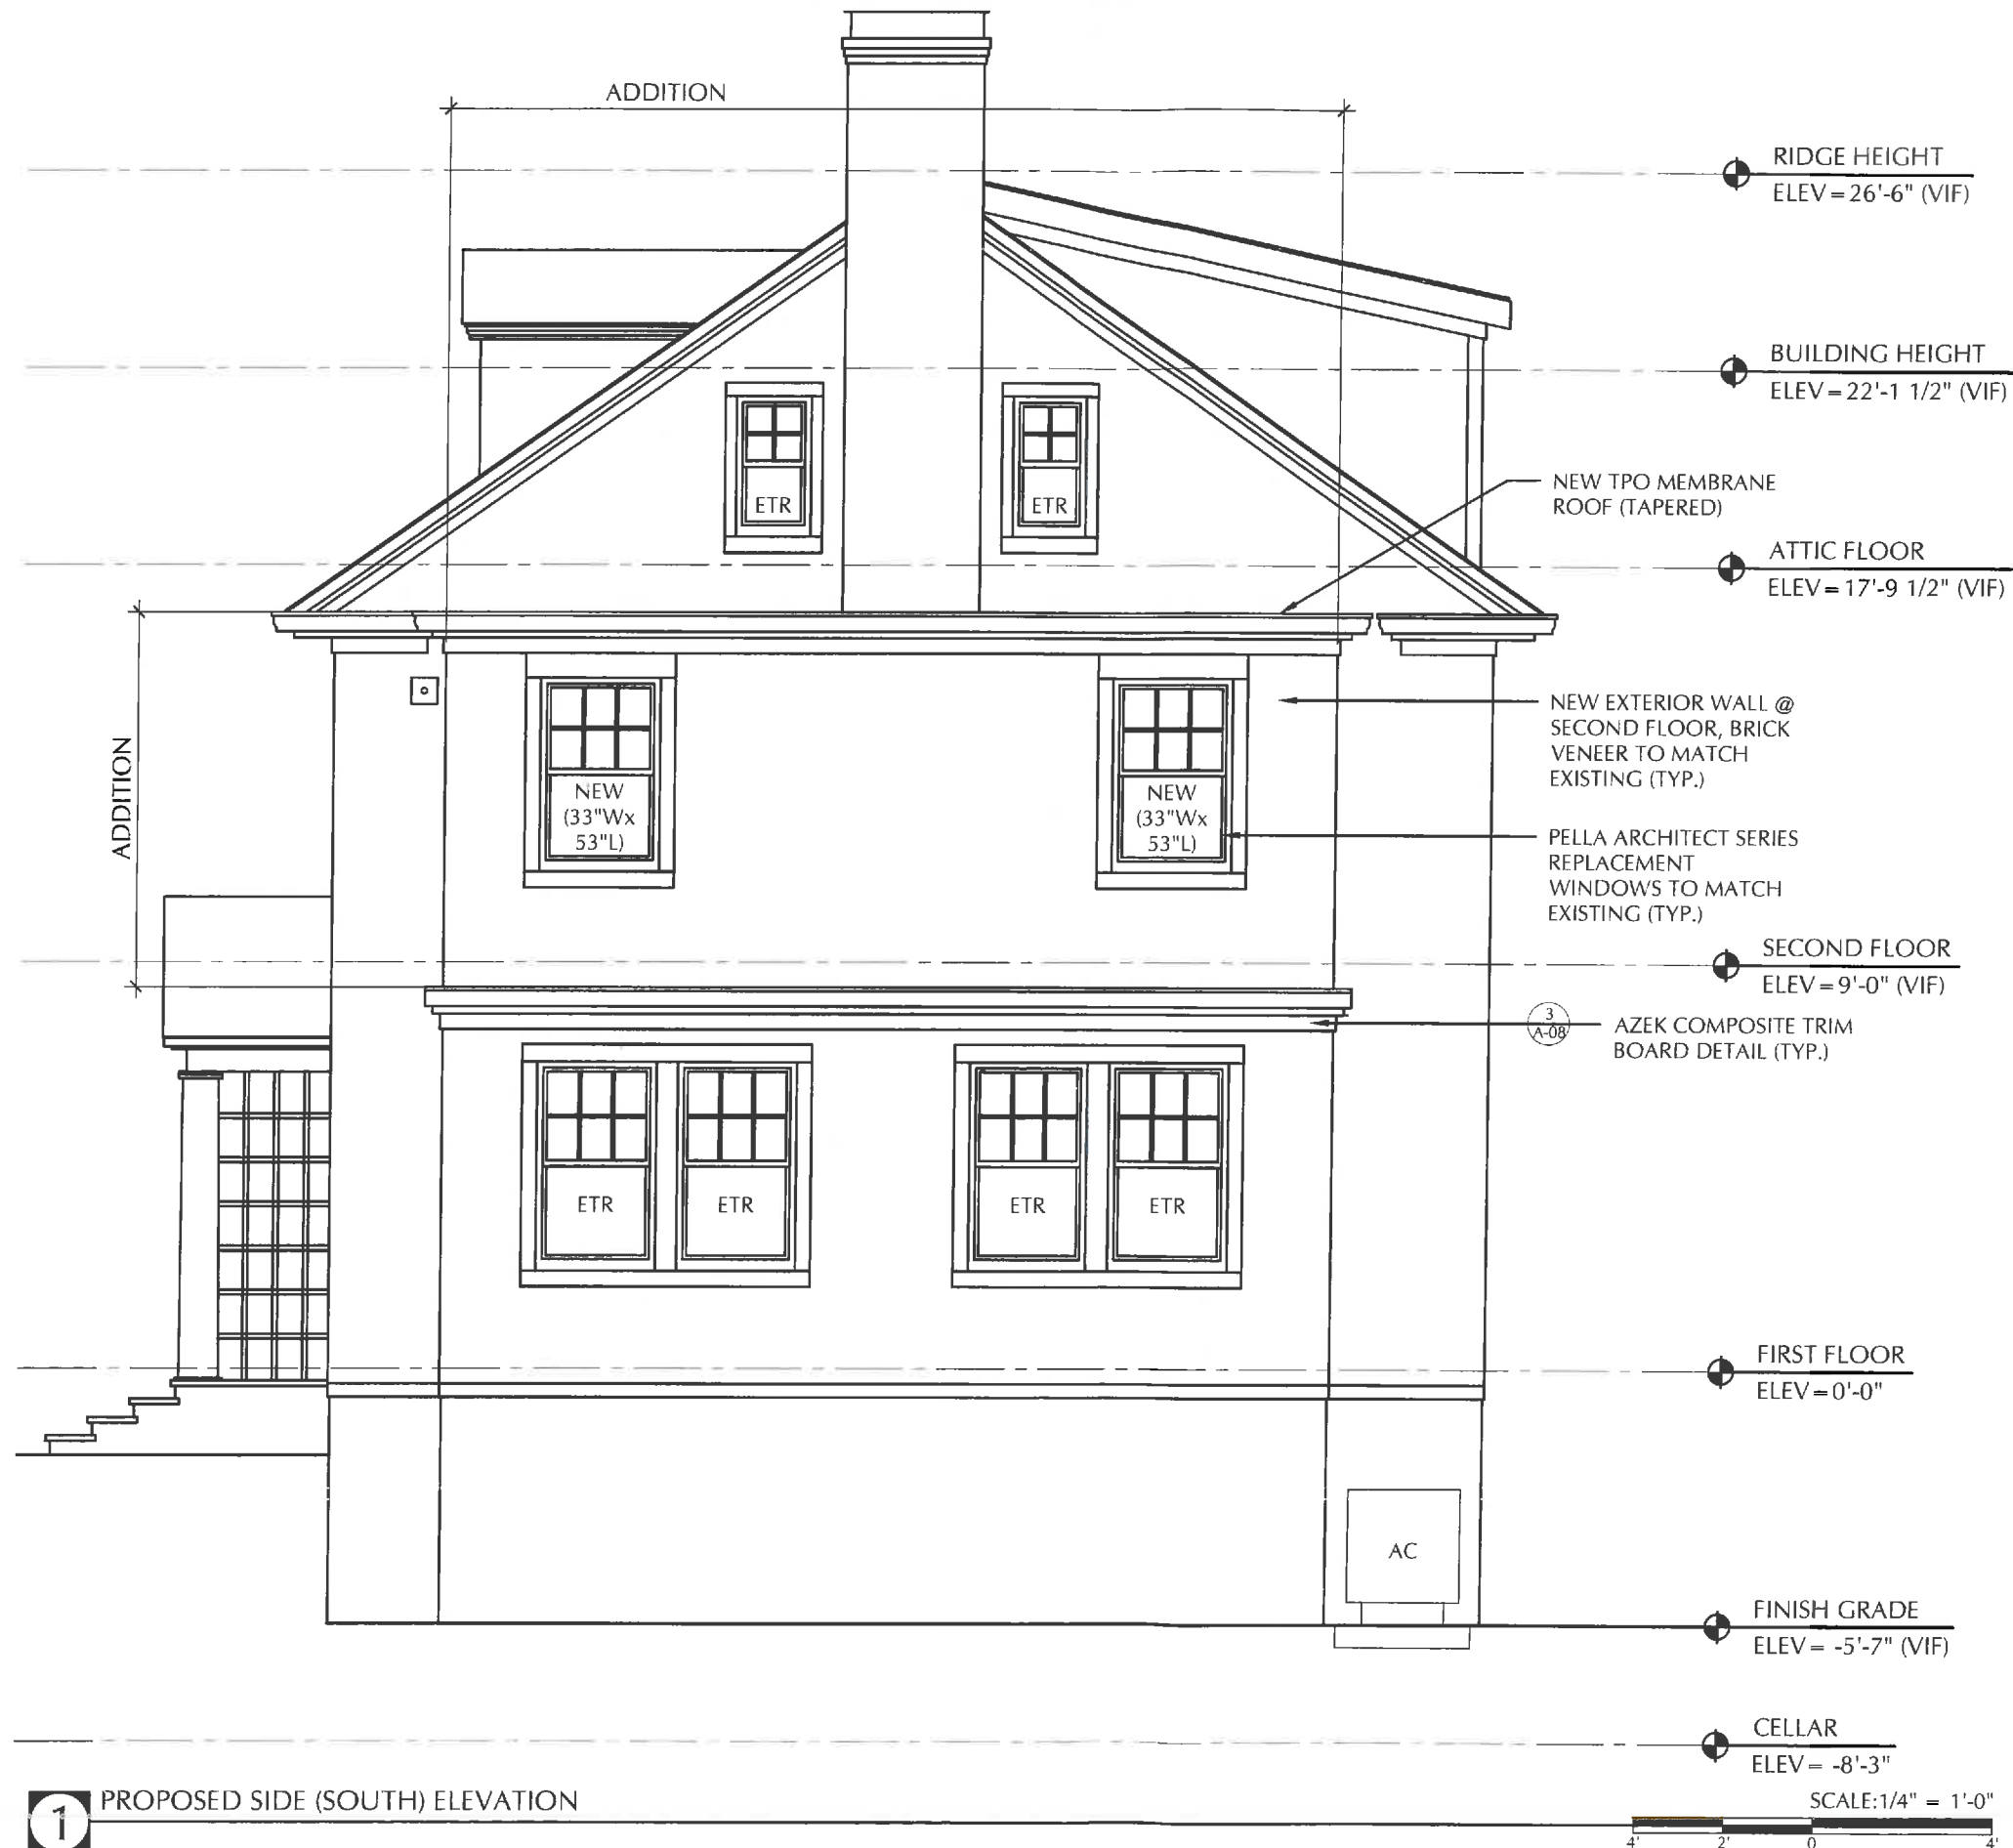 ADDITION
RIDGE HEIGHT
ELEV=26'-6" (VIF)
BUILDING HEIGHT
ELEV=22'-1 1/2" (VIF)
NEW TPO MEMBRANE
ROOF (TAPERED)
ETR
ETR
ATTIC FLOOR
ELEV=17'-9 1/2" (VIF)
ADDITION
NEW EXTERIOR WALL @
SECOND FLOOR, BRICK
VENEER TO MATCH
EXISTING (TYP.)
NEW
(33"Wx
53"L)
NEW
(33"Wx
53"L)
PELLA ARCHITECT SERIES
REPLACEMENT
WINDOWS TO MATCH
EXISTING (TYP.)
SECOND FLOOR
ELEV=9'-0" (VIF)
3
A-08
AZEK COMPOSITE TRIM
BOARD DETAIL (TYP.)
ETR
ETR
ETR
ETR
FIRST FLOOR
ELEV=0'-0"
AC
FINISH GRADE
ELEV= -5'-7" (VIF)
CELLAR
ELEV= -8'-3"
1
PROPOSED SIDE (SOUTH) ELEVATION
SCALE:1/4" = 1'-0"
4' 2' 0 4'